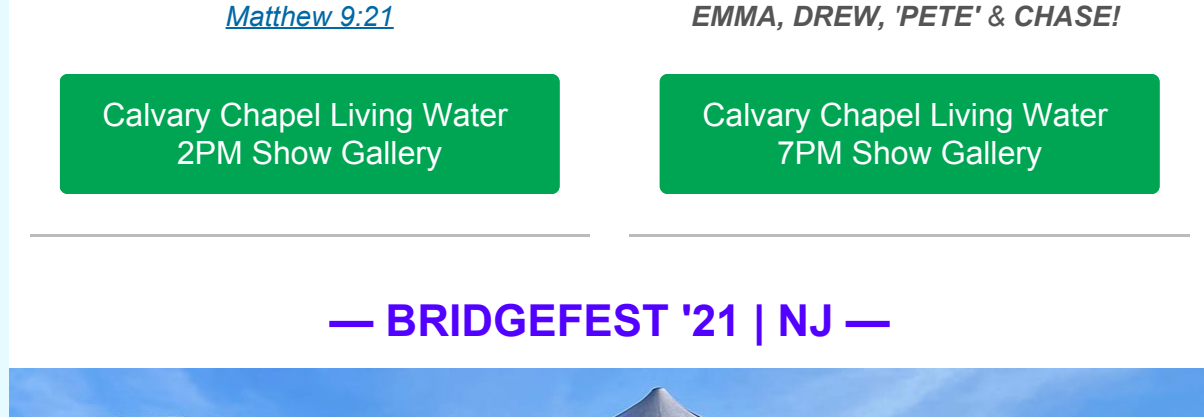 Matthew 9:21
EMMA, DREW, 'PETE' & CHASE!
Calvary Chapel Living Water
2PM Show Gallery
Calvary Chapel Living Water
7PM Show Gallery
— BRIDGEFEST '21 | NJ —